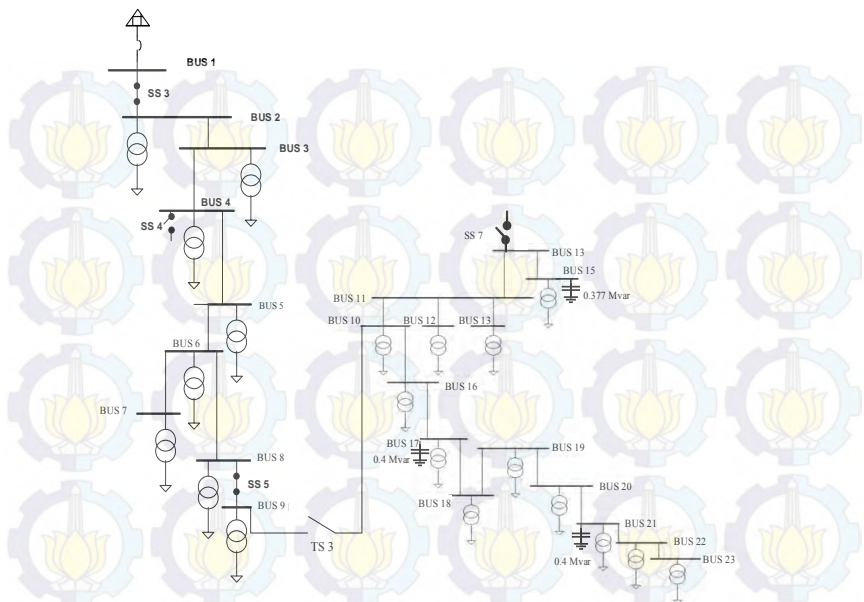 BUS 1
SS 3
BUS 2
BUS 3
BUS 4
SS 4
BUS 5
BUS 6
BUS 7
BUS 8
SS 5
BUS 9
TS 3
SS 7
BUS 13
BUS 15
0.377 Mvar
BUS 11
BUS 10
BUS 12
BUS 13
BUS 16
BUS 17
0.4 Mvar
BUS 18
BUS 19
BUS 20
BUS 21
0.4 Mvar
BUS 22
BUS 23